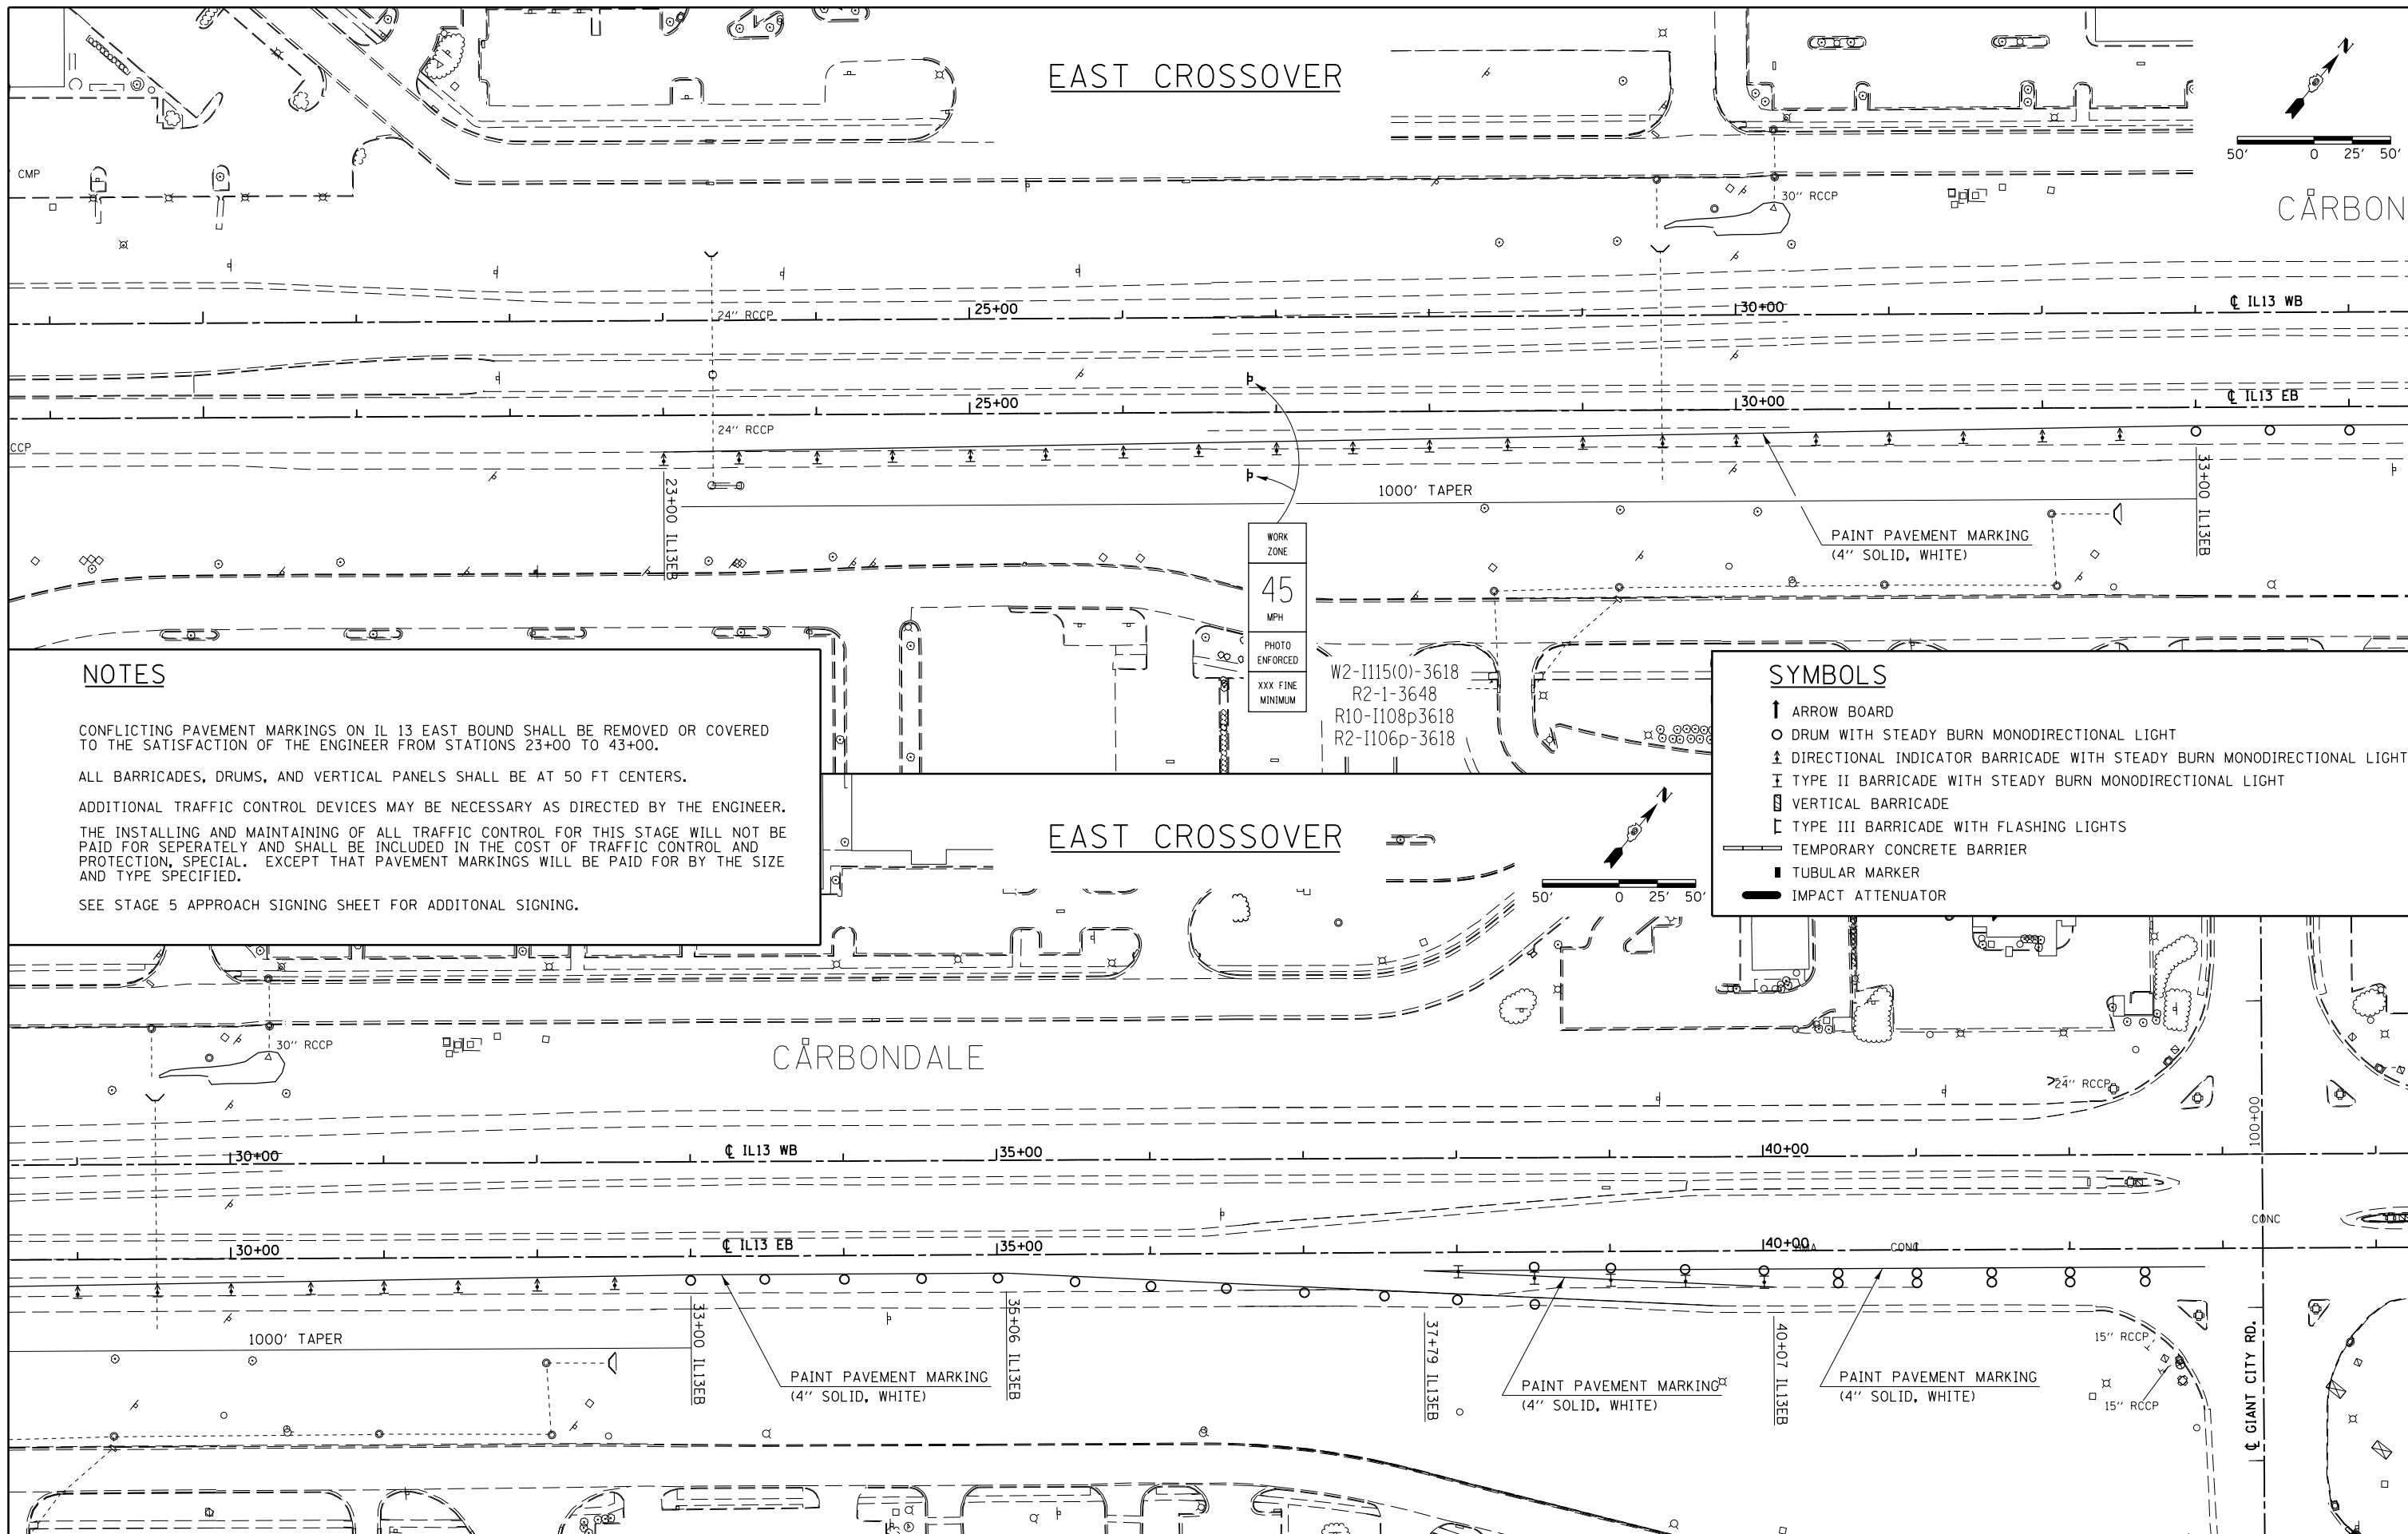 EAST CROSSOVER
N
50' 0 25' 50'
CMP
30'' RCCP
CARBON
24'' RCCP
25+00
30+00
℄ IL13 WB
25+00
30+00
℄ IL13 EB
24'' RCCP
CCP
23+00 IL13EB
1000' TAPER
33+00 IL13EB
PAINT PAVEMENT MARKING
(4'' SOLID, WHITE)
WORK
ZONE
45
MPH
PHOTO
ENFORCED
XXX FINE
MINIMUM
W2-I115(0)-3618
R2-1-3648
R10-I108p3618
R2-I106p-3618
NOTES
CONFLICTING PAVEMENT MARKINGS ON IL 13 EAST BOUND SHALL BE REMOVED OR COVERED
TO THE SATISFACTION OF THE ENGINEER FROM STATIONS 23+00 TO 43+00.
ALL BARRICADES, DRUMS, AND VERTICAL PANELS SHALL BE AT 50 FT CENTERS.
ADDITIONAL TRAFFIC CONTROL DEVICES MAY BE NECESSARY AS DIRECTED BY THE ENGINEER.
THE INSTALLING AND MAINTAINING OF ALL TRAFFIC CONTROL FOR THIS STAGE WILL NOT BE
PAID FOR SEPERATELY AND SHALL BE INCLUDED IN THE COST OF TRAFFIC CONTROL AND
PROTECTION, SPECIAL. EXCEPT THAT PAVEMENT MARKINGS WILL BE PAID FOR BY THE SIZE
AND TYPE SPECIFIED.
SEE STAGE 5 APPROACH SIGNING SHEET FOR ADDITONAL SIGNING.
SYMBOLS
ARROW BOARD
DRUM WITH STEADY BURN MONODIRECTIONAL LIGHT
DIRECTIONAL INDICATOR BARRICADE WITH STEADY BURN MONODIRECTIONAL LIGHT
TYPE II BARRICADE WITH STEADY BURN MONODIRECTIONAL LIGHT
VERTICAL BARRICADE
TYPE III BARRICADE WITH FLASHING LIGHTS
TEMPORARY CONCRETE BARRIER
TUBULAR MARKER
IMPACT ATTENUATOR
EAST CROSSOVER
N
50' 0 25' 50'
30'' RCCP
CARBONDALE
24'' RCCP
100+00
30+00
℄ IL13 WB
35+00
40+00
CONC
30+00
℄ IL13 EB
35+00
40+00
CONC
1000' TAPER
33+00 IL13EB
35+06 IL13EB
37+79 IL13EB
40+07 IL13EB
PAINT PAVEMENT MARKING
(4'' SOLID, WHITE)
PAINT PAVEMENT MARKING
(4'' SOLID, WHITE)
PAINT PAVEMENT MARKING
(4'' SOLID, WHITE)
15'' RCCP
15'' RCCP
℄ GIANT CITY RD.